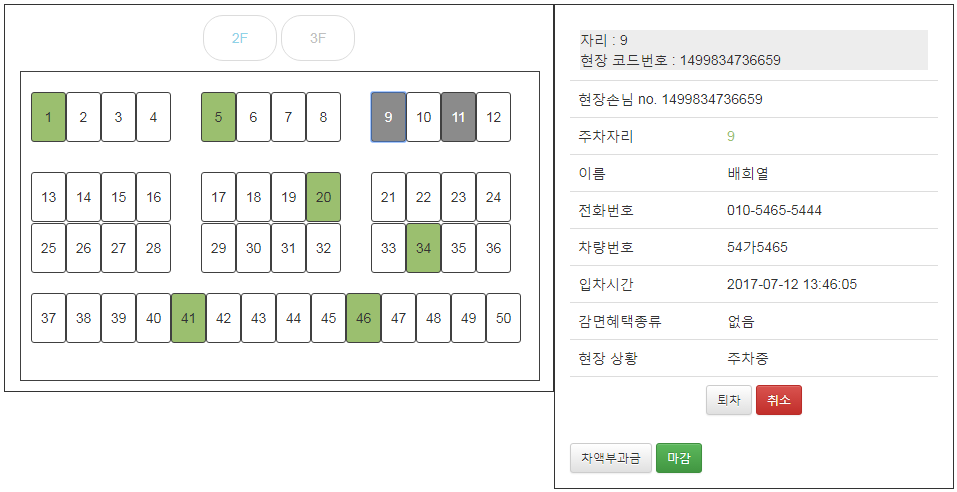 2F 3F
1 2 3 4 5 6 7 8 9 10 11 12
13 14 15 16 17 18 19 20 21 22 23 24
25 26 27 28 29 30 31 32 33 34 35 36
37 38 39 40 41 42 43 44 45 46 47 48 49 50
자리 : 9
현장 코드번호 : 1499834736659
현장손님 no. 1499834736659
주차자리 9
이름 배희열
전화번호 010-5465-5444
차량번호 54가5465
입차시간 2017-07-12 13:46:05
감면혜택종류 없음
현장 상황 주차중
퇴차 취소
차액부과금 마감